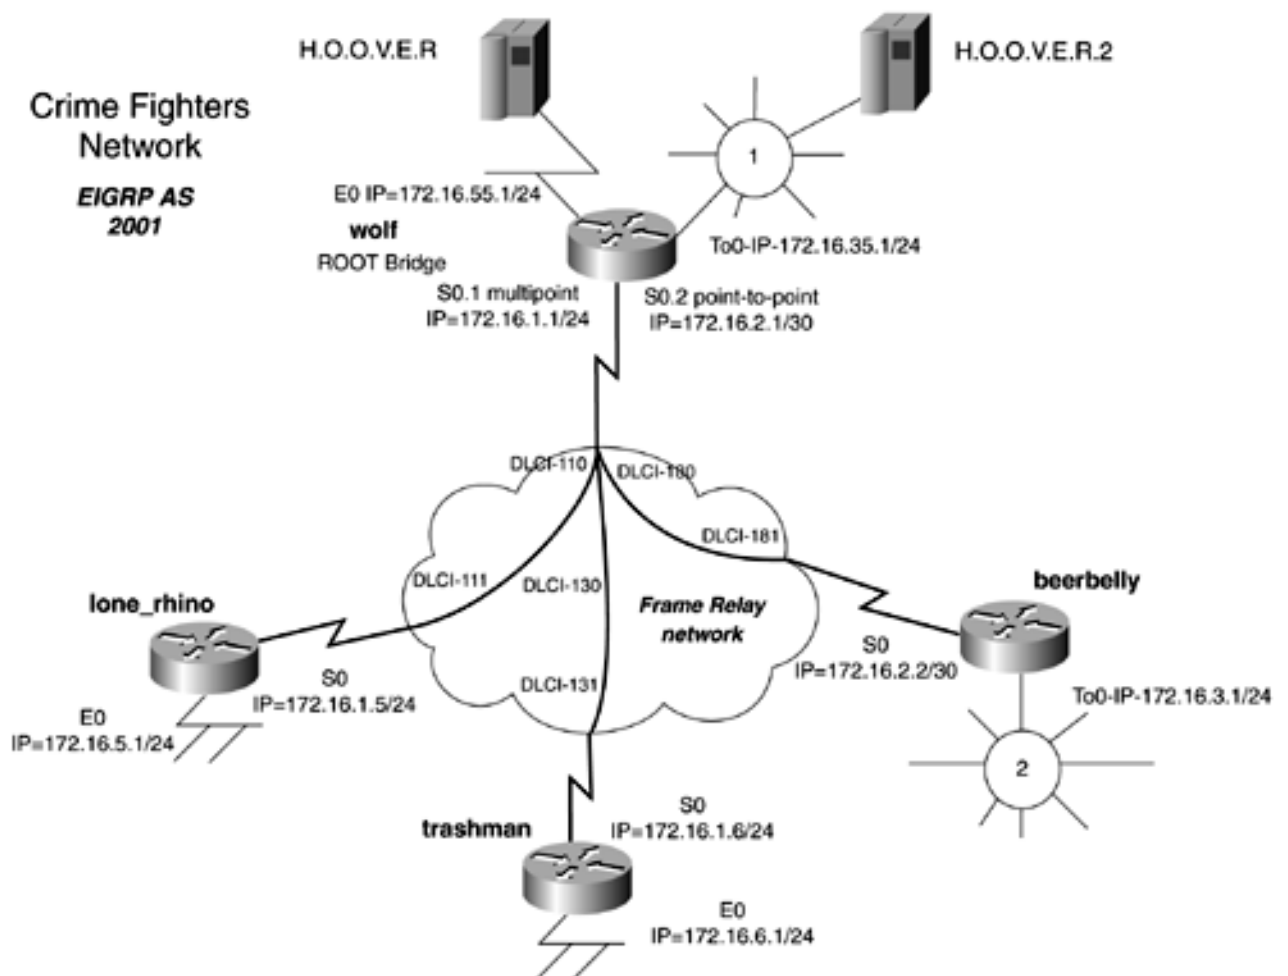 H.O.O.V.E.R
H.O.O.V.E.R.2
Crime Fighters
Network
EIGRP AS
2001
1
E0 IP=172.16.55.1/24
wolf
ROOT Bridge
To0-IP-172.16.35.1/24
S0.1 multipoint
IP=172.16.1.1/24
S0.2 point-to-point
IP=172.16.2.1/30
DLCI-110
DLCI-180
DLCI-181
DLCI-111
DLCI-130
Frame Relay
network
beerbelly
lone_rhino
S0
IP=172.16.2.2/30
S0
IP=172.16.1.5/24
DLCI-131
To0-IP-172.16.3.1/24
E0
IP=172.16.5.1/24
2
trashman
S0
IP=172.16.1.6/24
E0
IP=172.16.6.1/24